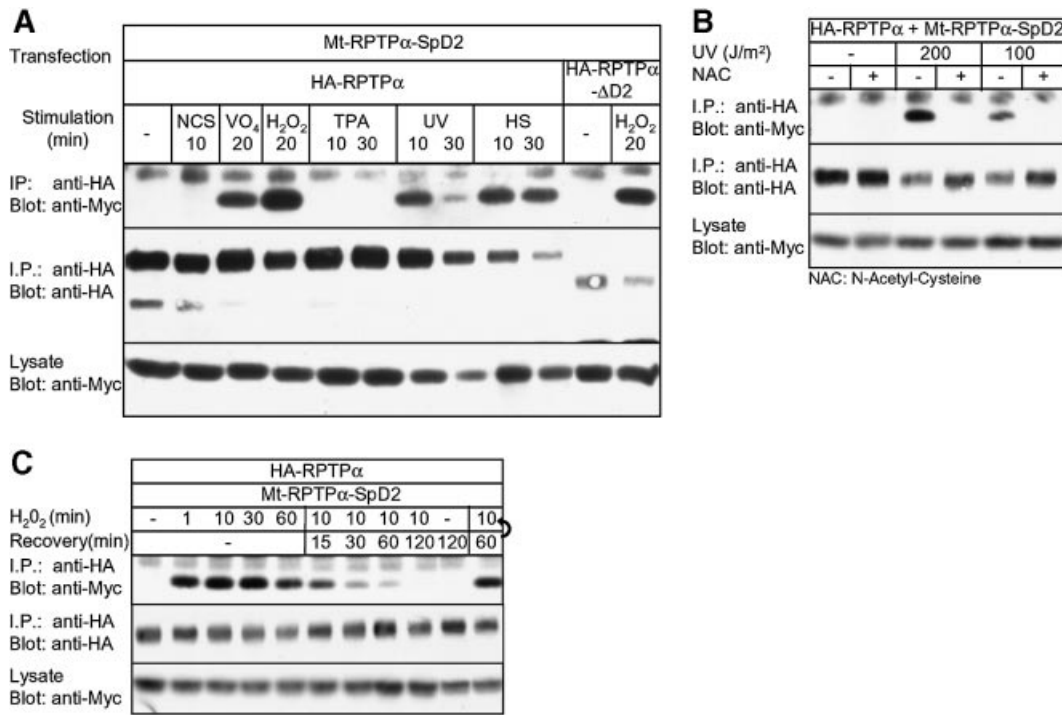 A
Transfection
Mt-RPTPα-SpD2
HA-RPTPα
HA-RPTPα -ΔD2
Stimulation (min)
- NCS 10 VO4 20 H2O2 20 TPA 10 30 UV 10 30 HS 10 30 - H2O2 20
IP: anti-HA
Blot: anti-Myc
I.P.: anti-HA
Blot: anti-HA
Lysate
Blot: anti-Myc
B
HA-RPTPα + Mt-RPTPα-SpD2
UV (J/m²) - 200 100
NAC - + - + - +
I.P.: anti-HA
Blot: anti-Myc
I.P.: anti-HA
Blot: anti-HA
Lysate
Blot: anti-Myc
NAC: N-Acetyl-Cysteine
C
HA-RPTPα
Mt-RPTPα-SpD2
H2O2 (min) - 1 10 30 60 10 10 10 10 - 10
Recovery(min) - 15 30 60 120 120 60
I.P.: anti-HA
Blot: anti-Myc
I.P.: anti-HA
Blot: anti-HA
Lysate
Blot: anti-Myc